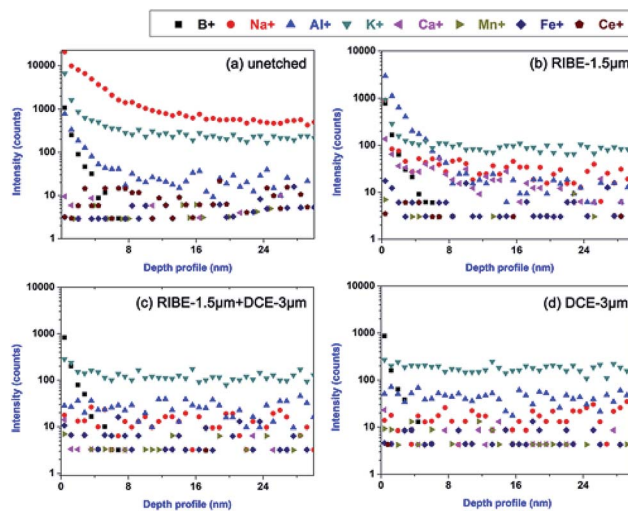 B+ Na+ Al+ K+ Ca+ Mn+ Fe+ Ce+
(a) unetched
Intensity (counts)
10000
1000
100
10
1
0 8 16 24
Depth profile (nm)
(b) RIBE-1.5μm
Intensity (counts)
10000
1000
100
10
1
0 8 16 24
Depth profile (nm)
(c) RIBE-1.5μm+DCE-3μm
Intensity (counts)
10000
1000
100
10
1
0 8 16 24
Depth profile (nm)
(d) DCE-3μm
Intensity (counts)
10000
1000
100
10
1
0 8 16 24
Depth profile (nm)